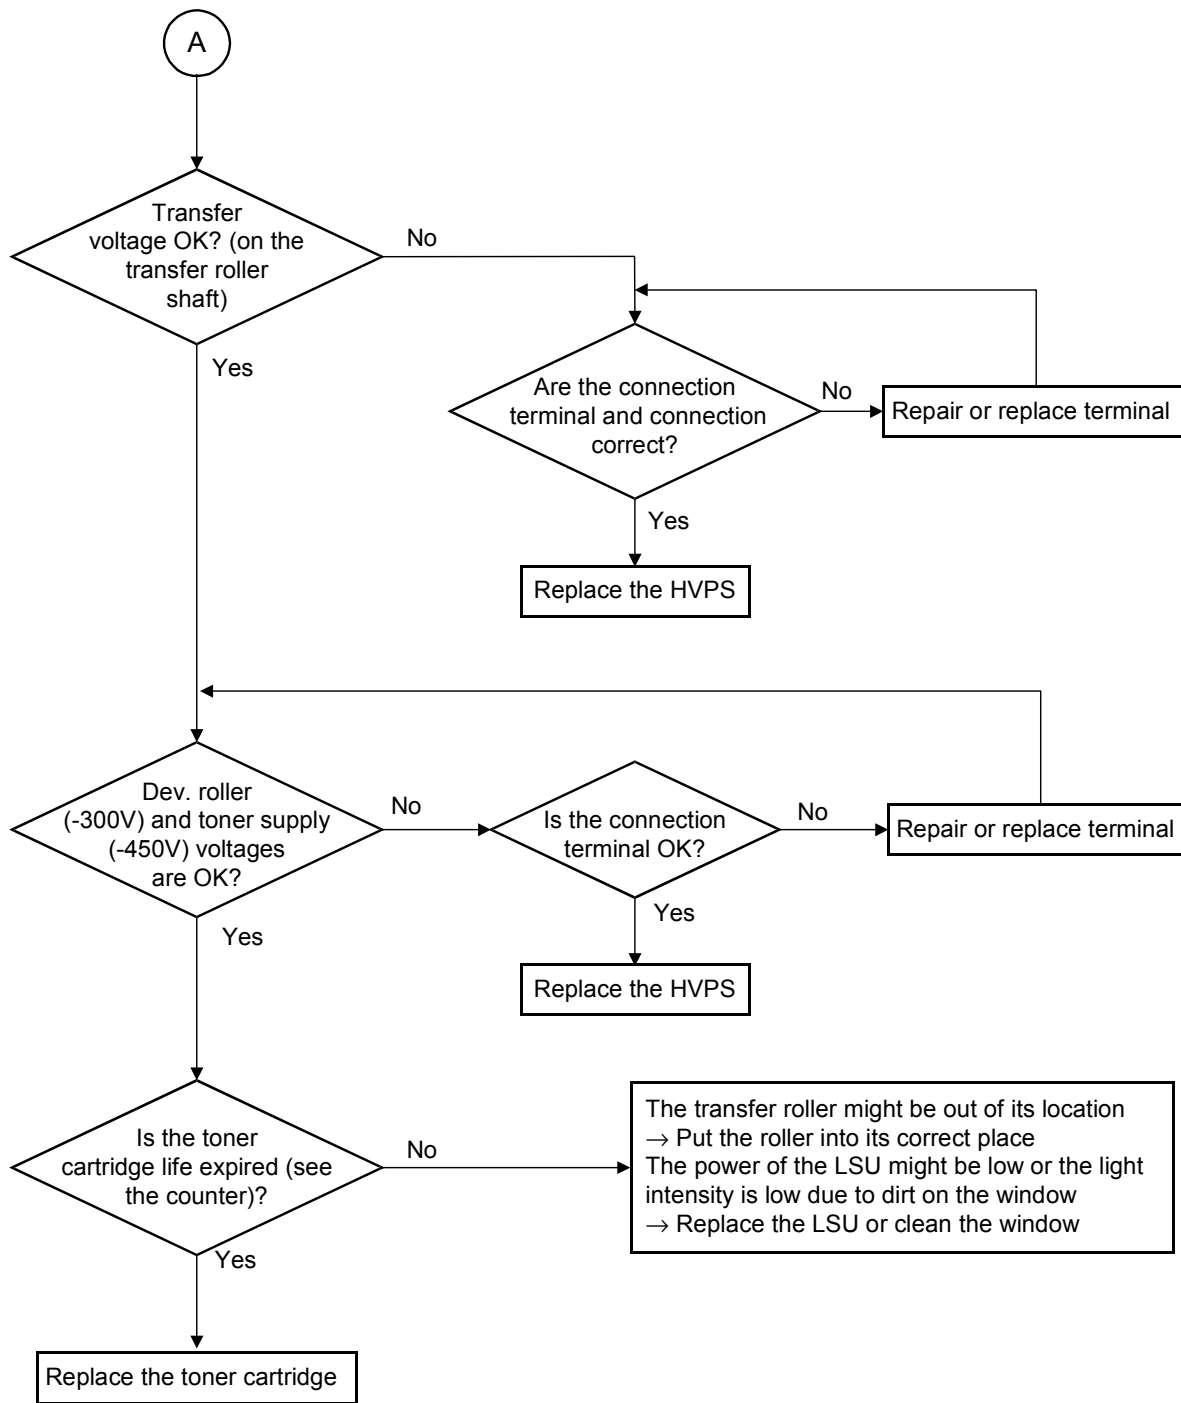 A
Transfer
voltage OK? (on the
transfer roller
shaft)
No
Yes
Are the connection
terminal and connection
correct?
No
Repair or replace terminal
Yes
Replace the HVPS
Dev. roller
(-300V) and toner supply
(-450V) voltages
are OK?
No
Is the connection
terminal OK?
No
Repair or replace terminal
Yes
Yes
Replace the HVPS
Is the toner
cartridge life expired (see
the counter)?
No
The transfer roller might be out of its location
→ Put the roller into its correct place
The power of the LSU might be low or the light
intensity is low due to dirt on the window
→ Replace the LSU or clean the window
Yes
Replace the toner cartridge